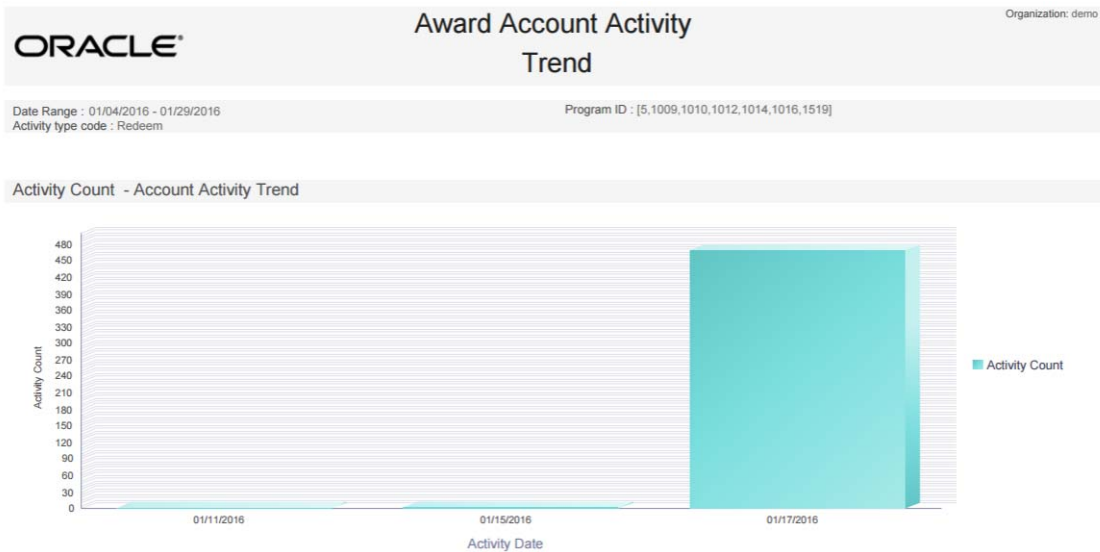 Organization: demo
ORACLE®
Award Account Activity
Trend
Date Range : 01/04/2016 - 01/29/2016
Program ID : [5,1009,1010,1012,1014,1016,1519]
Activity type code : Redeem
Activity Count - Account Activity Trend
480
450
420
390
360
330
300
270
240
210
180
150
120
90
60
30
0
Activity Count
Activity Count
01/11/2016
01/15/2016
01/17/2016
Activity Date